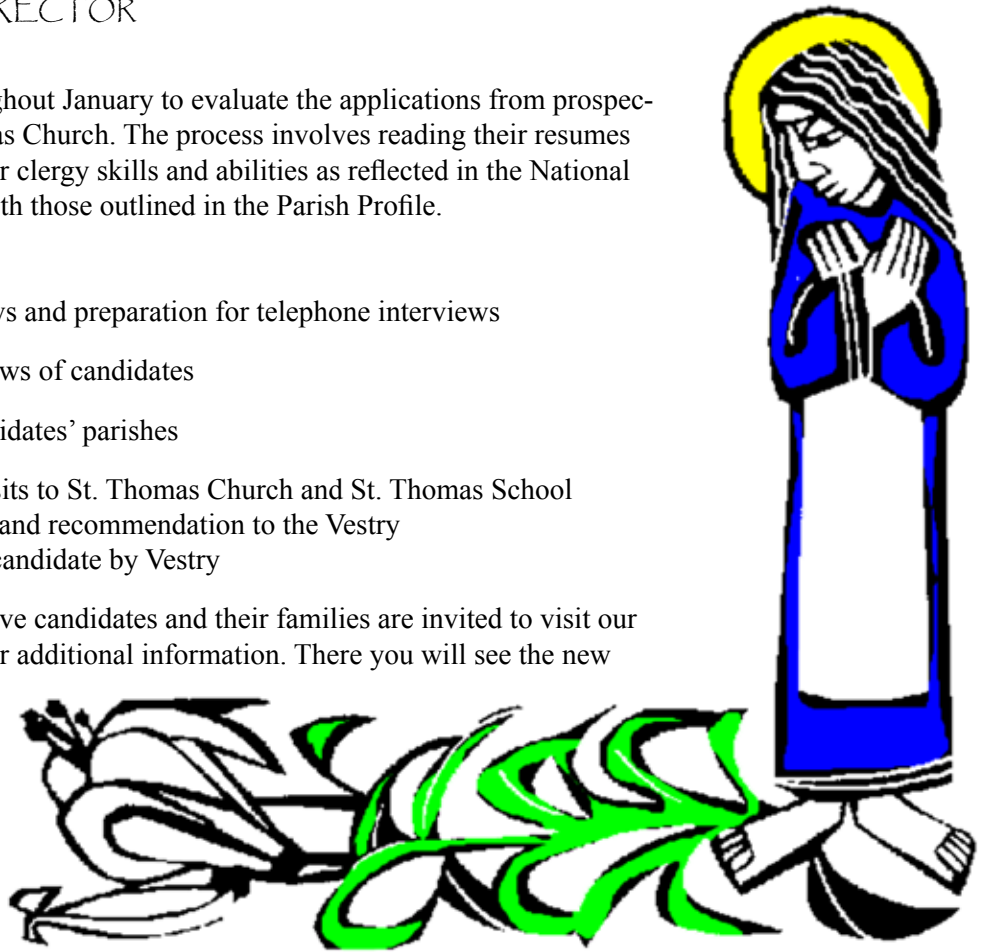 RECTOR
ghout January to evaluate the applications from prospec-
as Church. The process involves reading their resumes
r clergy skills and abilities as reflected in the National
th those outlined in the Parish Profile.
ws and preparation for telephone interviews
ws of candidates
idates’ parishes
its to St. Thomas Church and St. Thomas School
and recommendation to the Vestry
candidate by Vestry
ve candidates and their families are invited to visit our
r additional information. There you will see the new